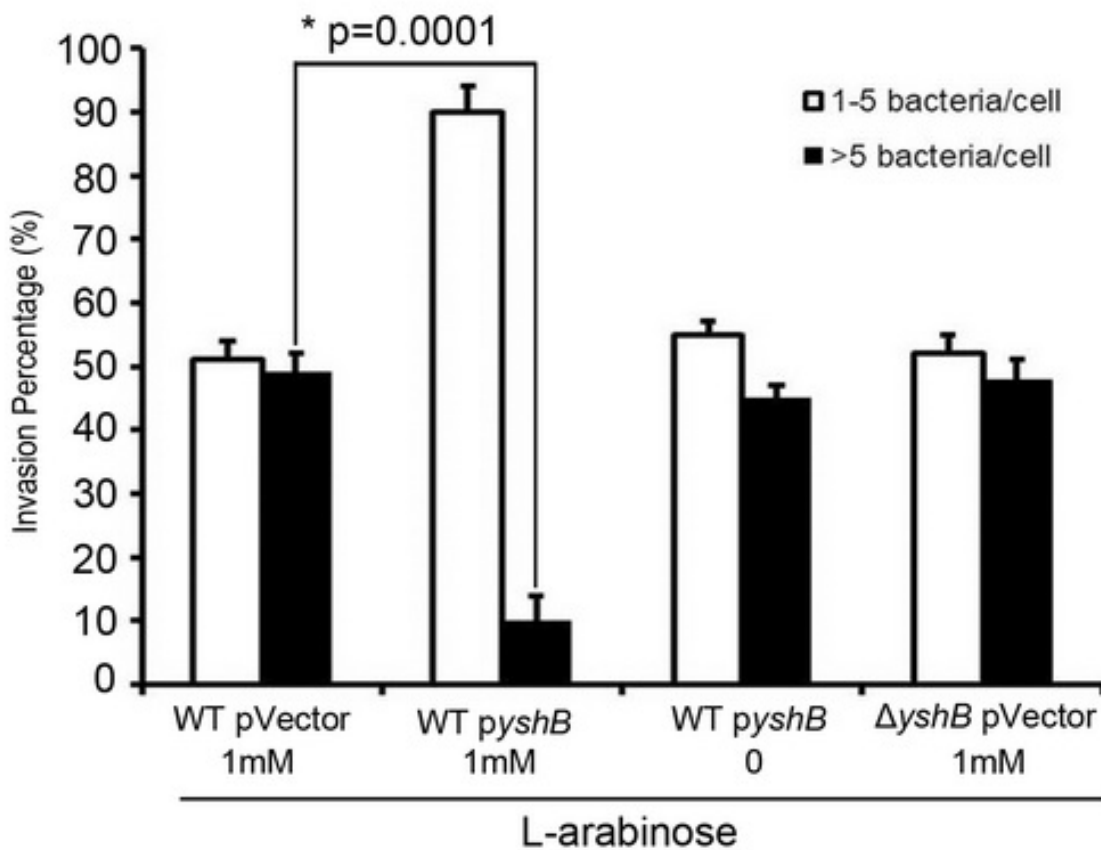 * p=0.0001
100
90
80
70
60
50
40
30
20
10
0
Invasion Percentage (%)
1-5 bacteria/cell
>5 bacteria/cell
WT pVector WT pyshB WT pyshB ΔyshB pVector
1mM 1mM 0 1mM
L-arabinose